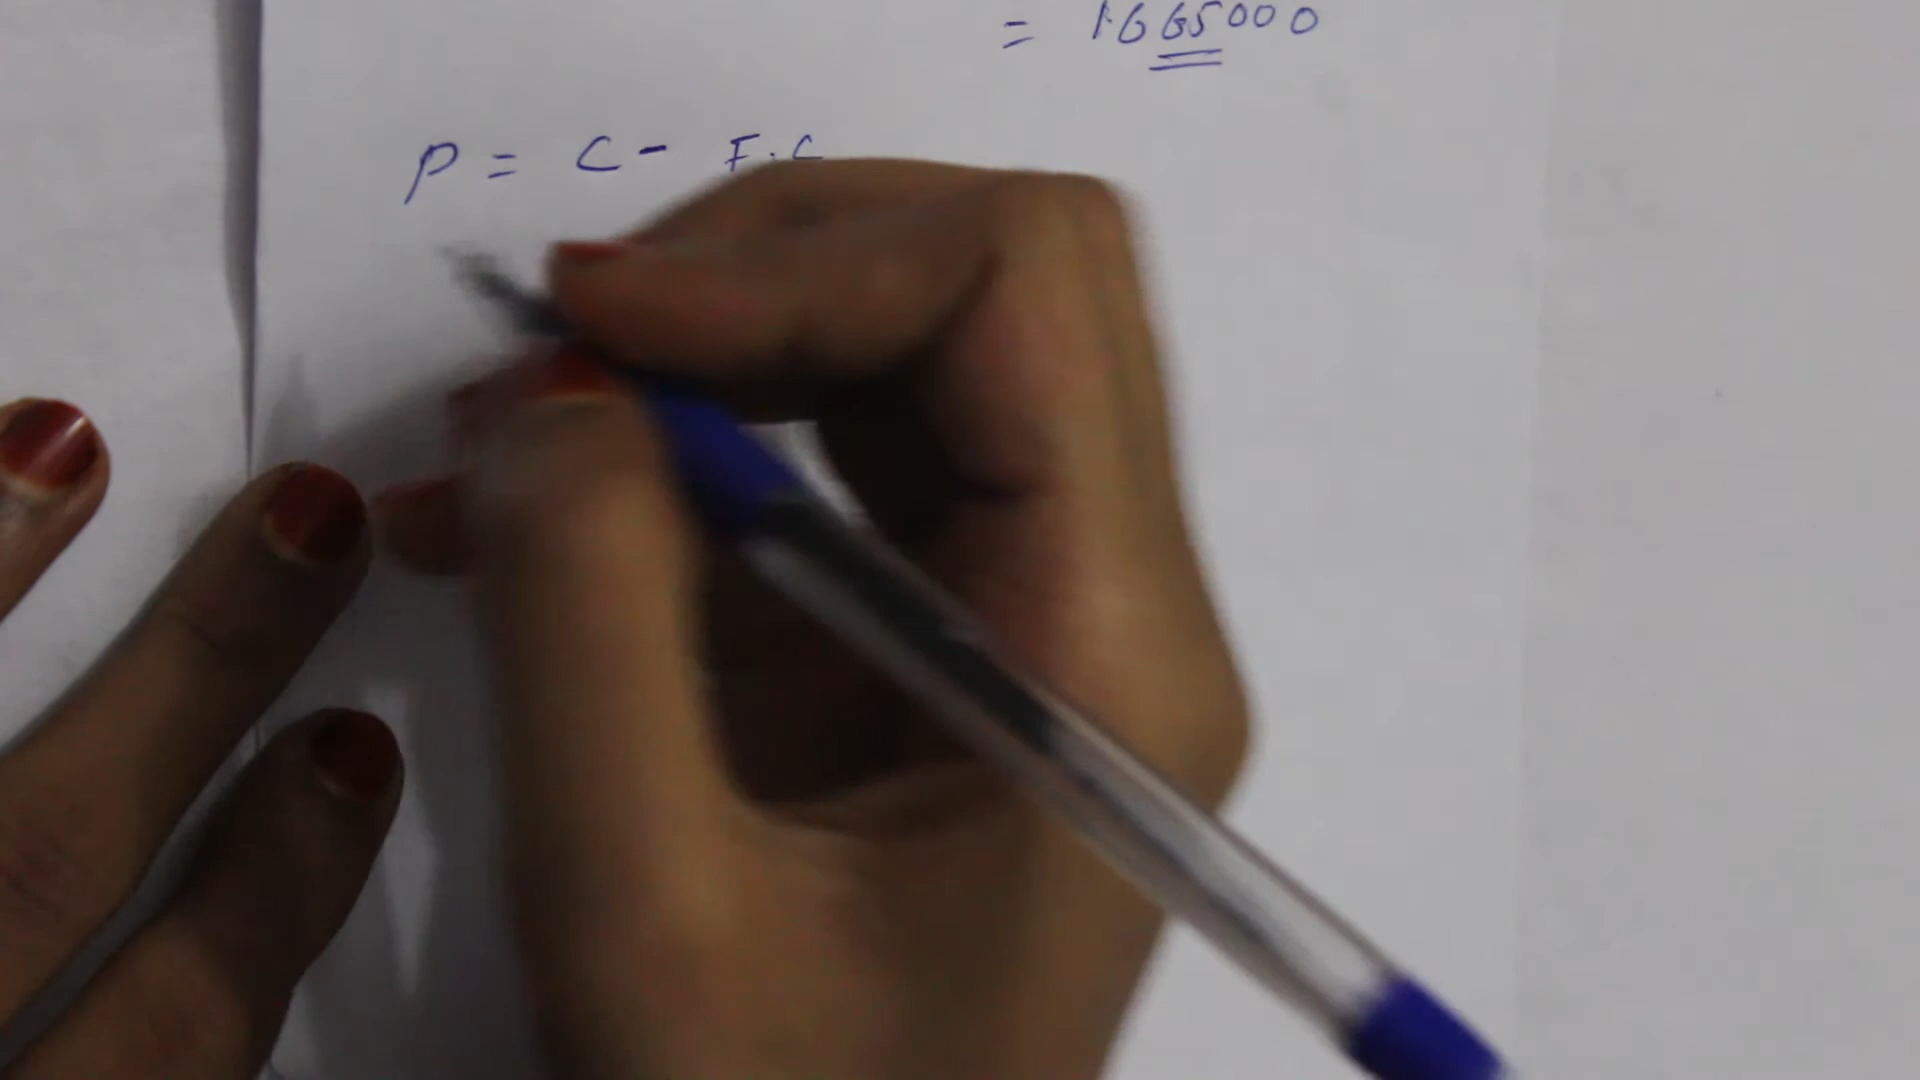 = 1665000
P = C - F.C